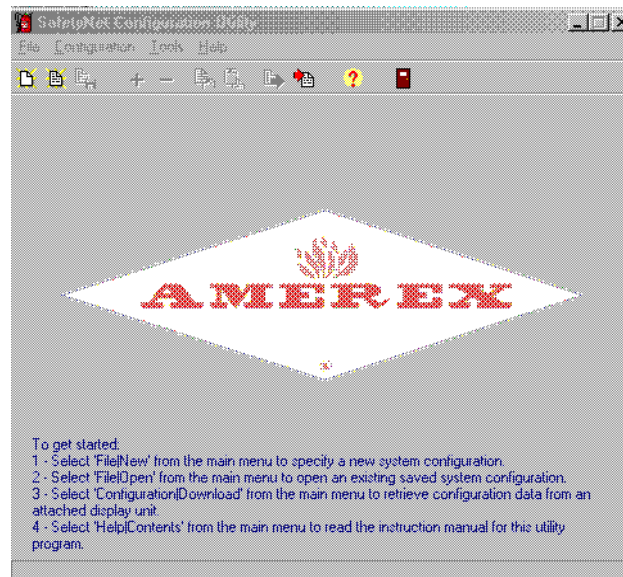 SafetyNet Configuration Utility
File Configuration Tools Help
AMEREX
To get started:
1 - Select 'File|New' from the main menu to specify a new system configuration.
2 - Select 'File|Open' from the main menu to open an existing saved system configuration.
3 - Select 'Configuration|Download' from the main menu to retrieve configuration data from an
attached display unit.
4 - Select 'Help|Contents' from the main menu to read the instruction manual for this utility
program.